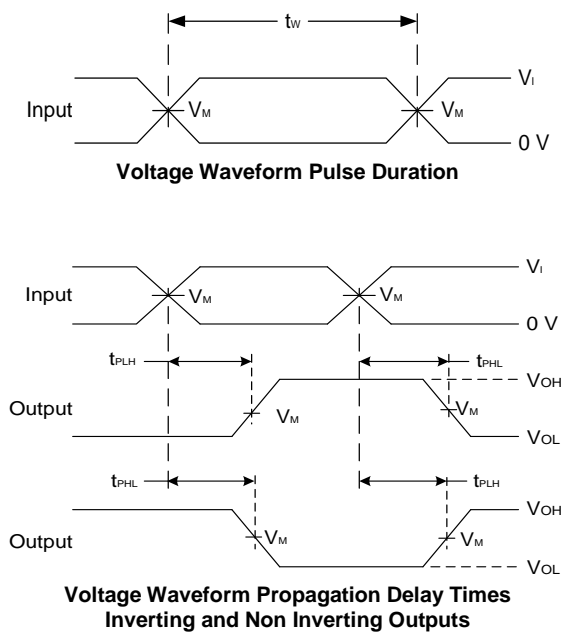 tW
VI
Input
VM
VM
0 V
Voltage Waveform Pulse Duration
VI
Input
VM
VM
0 V
tPLH
tPHL
VOH
Output
VM
VM
VOL
tPHL
tPLH
VOH
Output
VM
VM
VOL
Voltage Waveform Propagation Delay Times
Inverting and Non Inverting Outputs